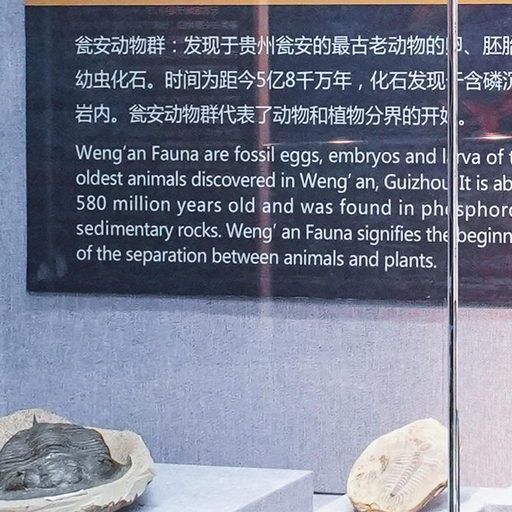 瓮安动物群：发现于贵州瓮安的最古老动物的卵、胚胎
幼虫化石。时间为距今5亿8千万年，化石发现于含磷沉
岩内。瓮安动物群代表了动物和植物分界的开始。
Weng'an Fauna are fossil eggs, embryos and larva of
oldest animals discovered in Weng' an, Guizhou. It is
580 million years old and was found in
sedimentary rocks. Weng' an Fauna signifies the
of the separation between animals and plants.